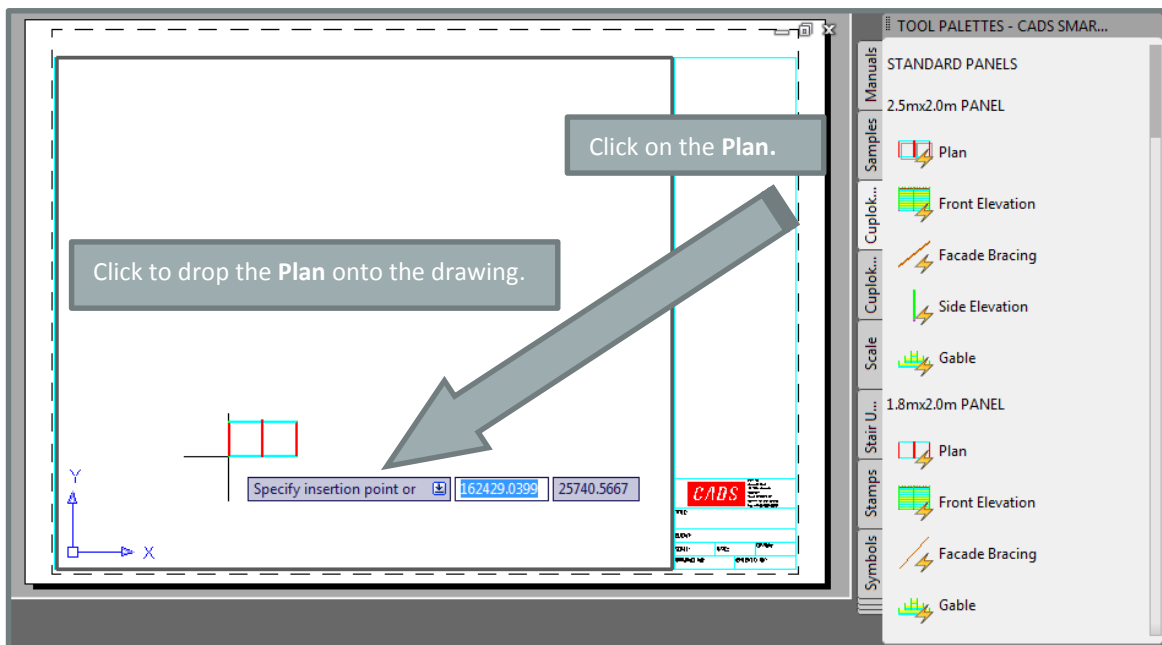 TOOL PALETTES - CADS SMAR...
Manuals
Samples
Cuplok...
Cuplok...
Scale
Stair U...
Stamps
Symbols
STANDARD PANELS
2.5mx2.0m PANEL
Plan
Front Elevation
Facade Bracing
Side Elevation
Gable
1.8mx2.0m PANEL
Plan
Front Elevation
Facade Bracing
Gable
Click on the Plan.
Click to drop the Plan onto the drawing.
Specify insertion point or 162429.0399 25740.5667
Y
X
CADS